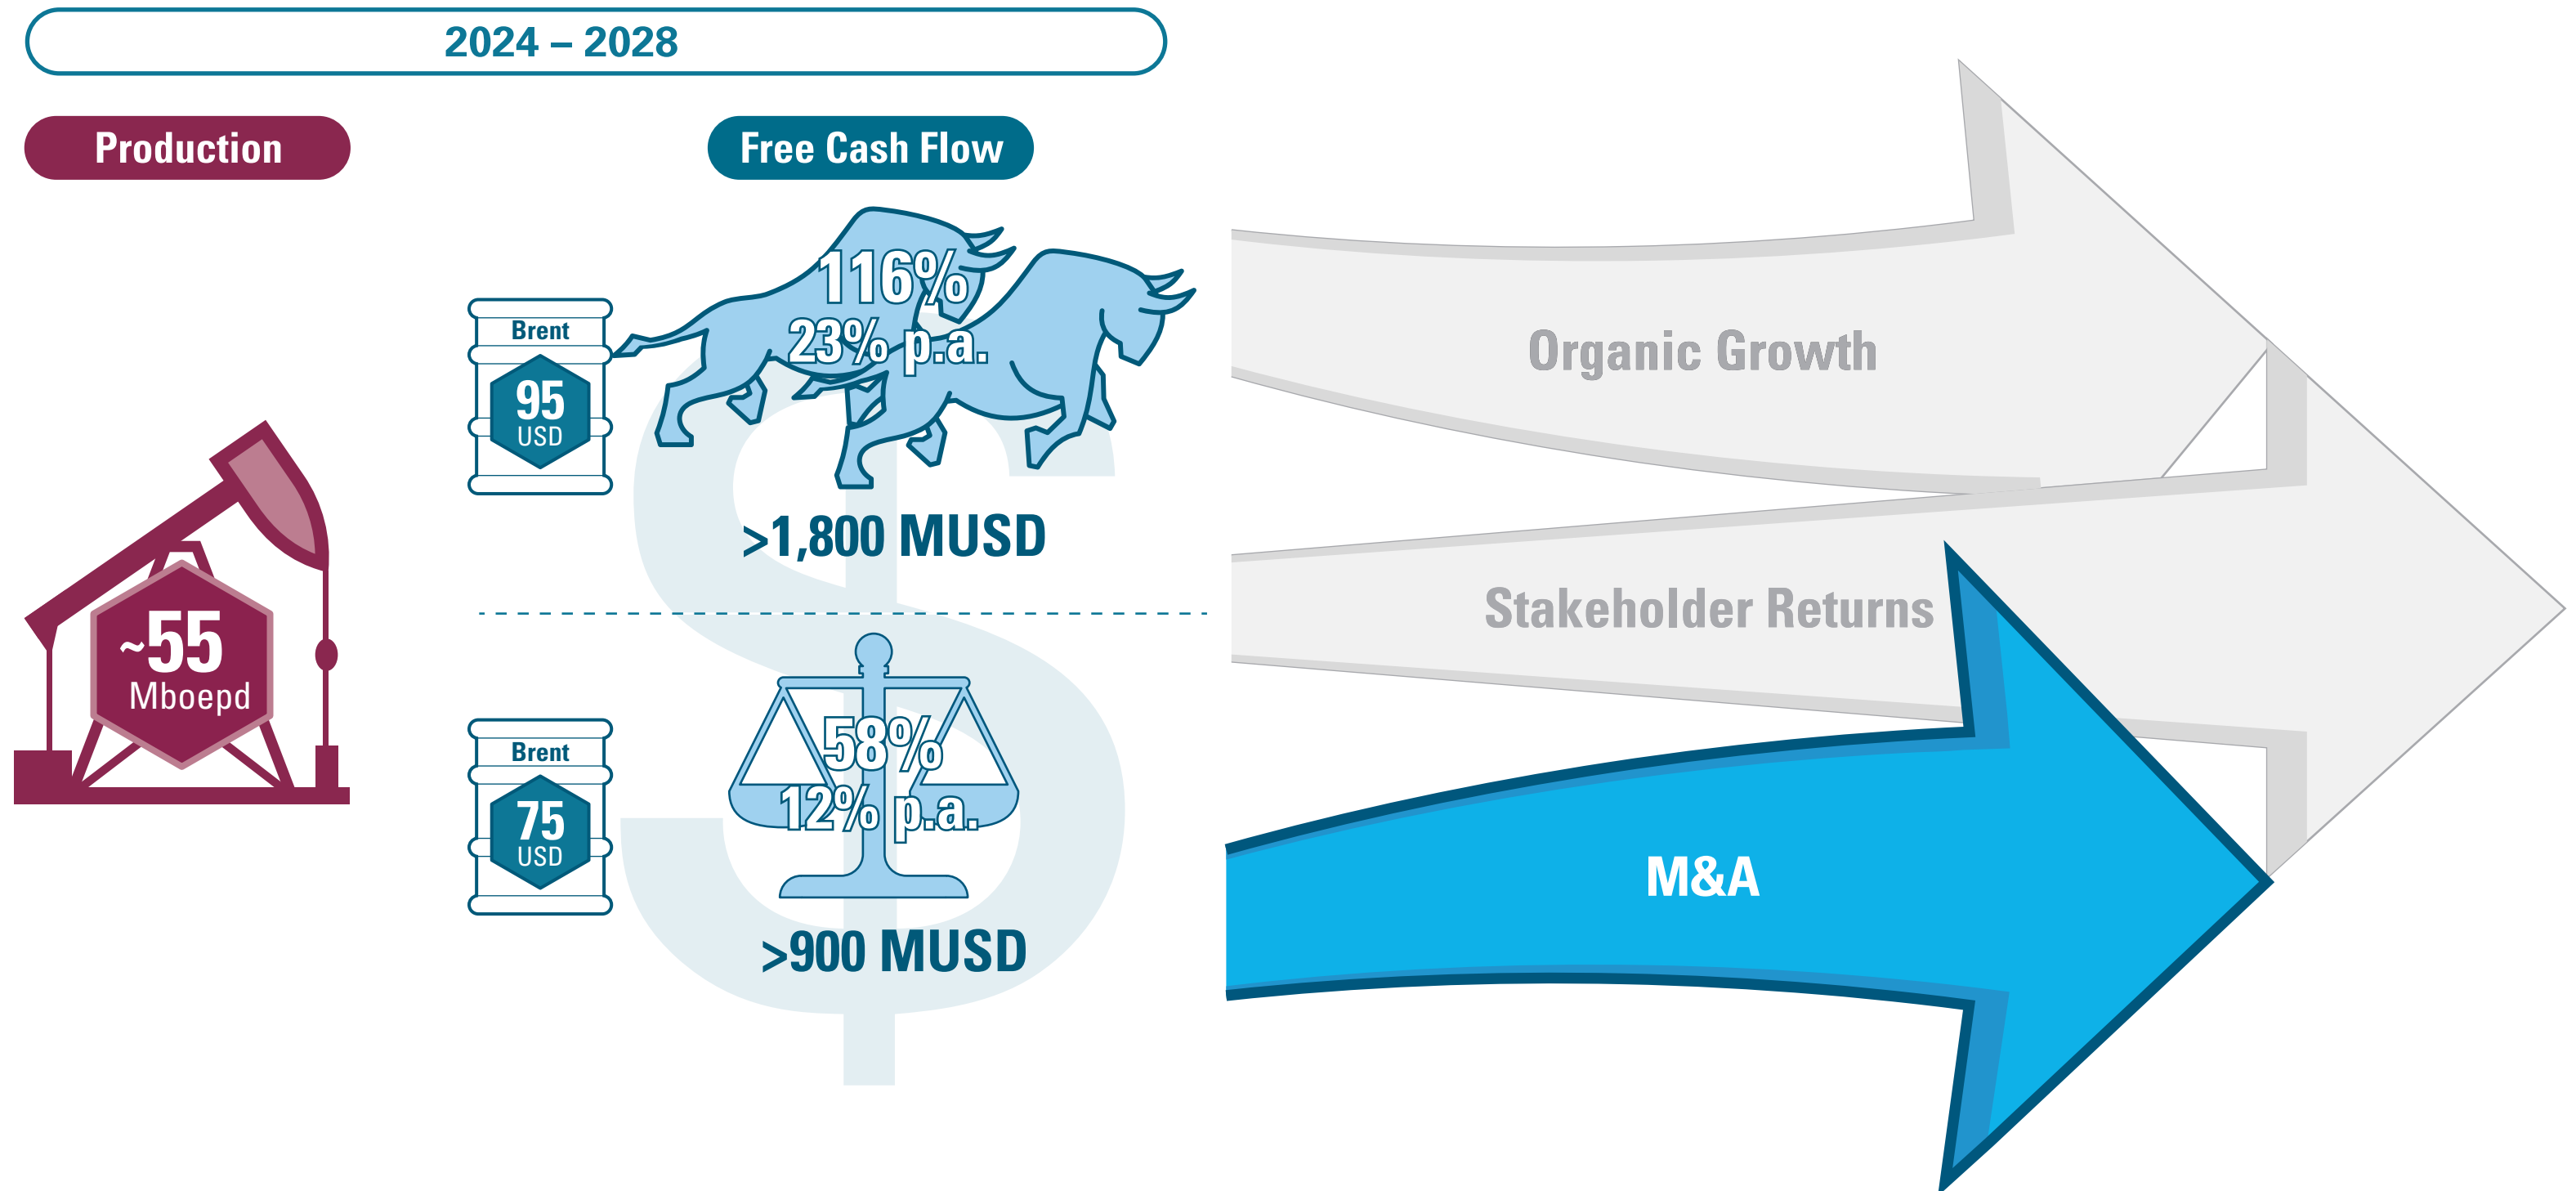 2024 – 2028
Production
Free Cash Flow
116%
23% p.a.
Brent
95
USD
>1,800 MUSD
~55
Mboepd
58%
12% p.a.
Brent
75
USD
>900 MUSD
Organic Growth
Stakeholder Returns
M&A